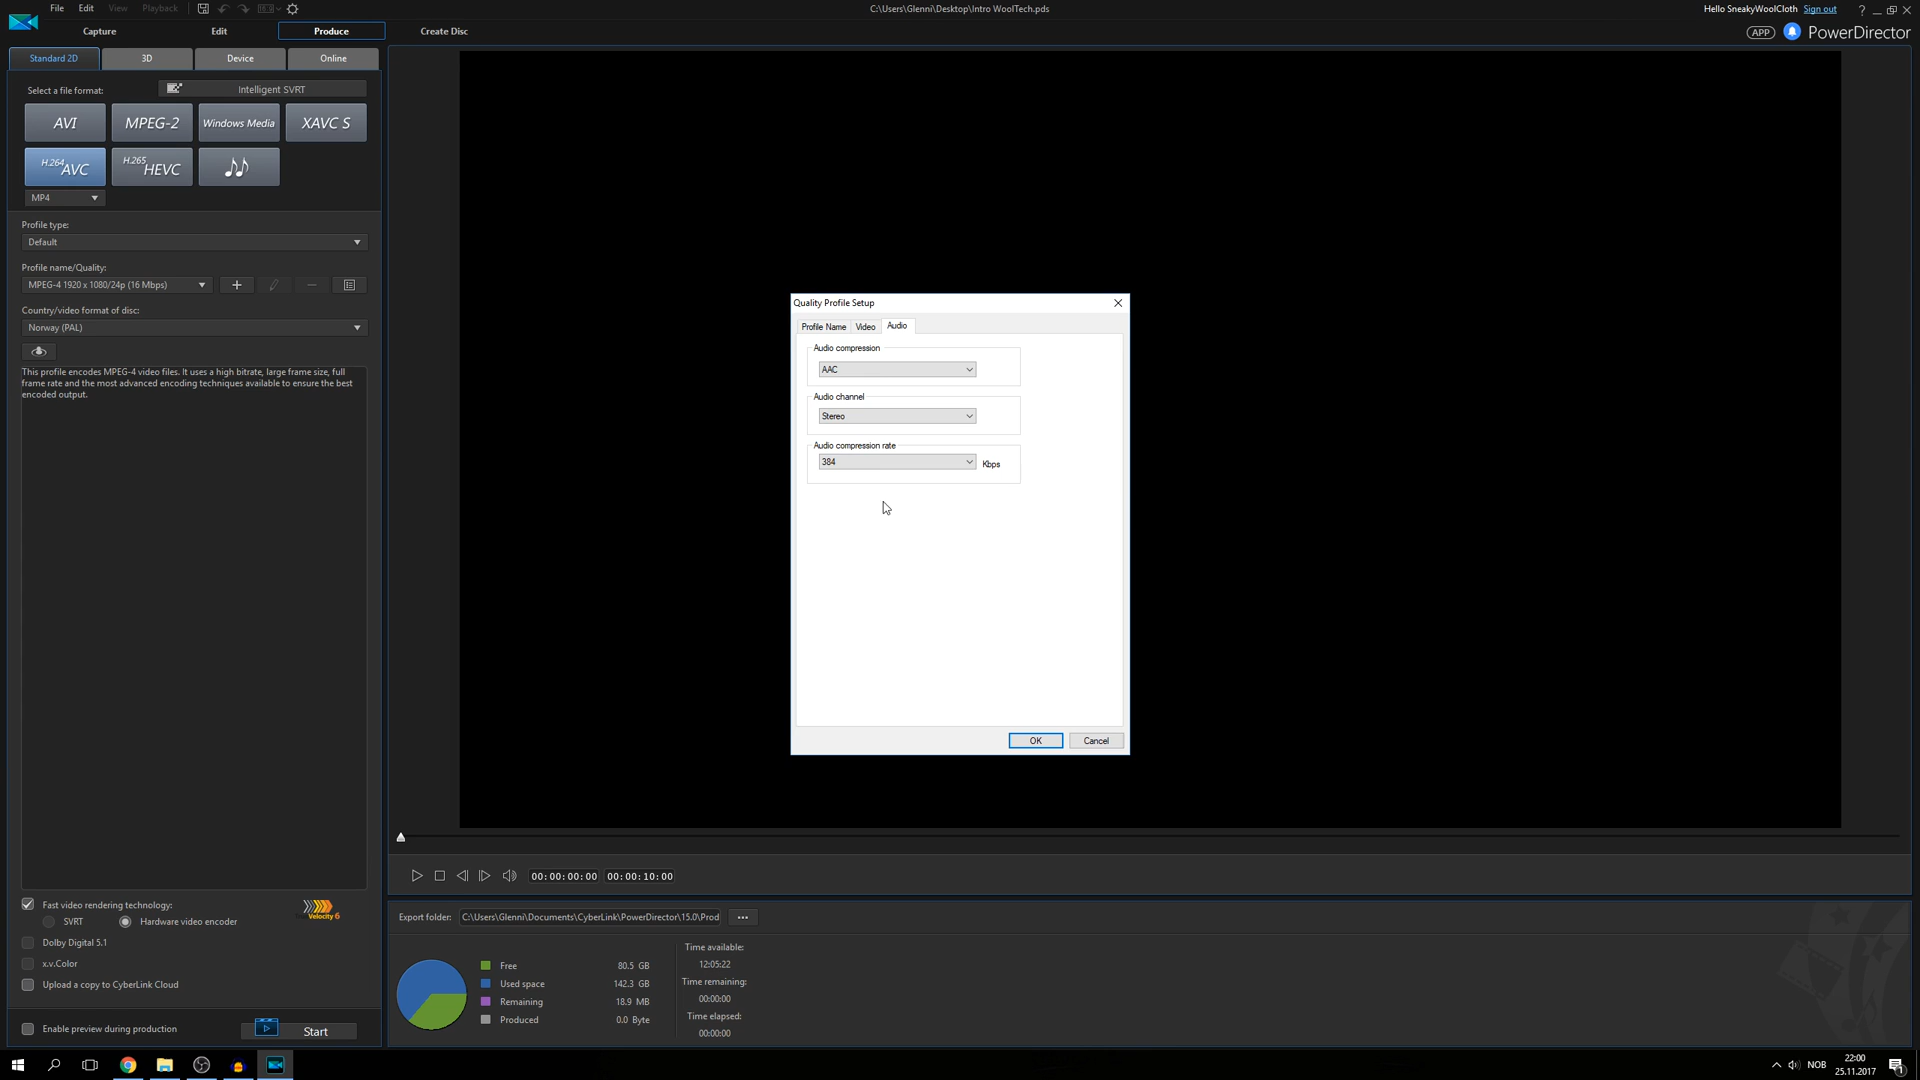 File Edit View Playback
C:\Users\Glenni\Desktop\Intro WoolTech.pds
Hello SneakyWoolCloth Sign out ?
Capture Edit Produce Create Disc
APP PowerDirector
Standard 2D 3D Device Online
Select a file format: Intelligent SVRT
AVI MPEG-2 Windows Media XAVC S
H.264 AVC H.265 HEVC
MP4
Profile type:
Default
Profile name/Quality:
MPEG-4 1920 x 1080/24p (16 Mbps)
Country/video format of disc:
Norway (PAL)
This profile encodes MPEG-4 video files. It uses a high bitrate, large frame size, full
frame rate and the most advanced encoding techniques available to ensure the best
encoded output.
Quality Profile Setup
Profile Name Video Audio
Audio compression
AAC
Audio channel
Stereo
Audio compression rate
384 Kbps
OK Cancel
00:00:00:00 00:00:10:00
Fast video rendering technology:
SVRT Hardware video encoder
Velocity 6
Dolby Digital 5.1
x.v.Color
Upload a copy to CyberLink Cloud
Enable preview during production Start
Export folder: C:\Users\Glenni\Documents\CyberLink\PowerDirector\15.0\Prod ...
Free 80.5 GB
Used space 142.3 GB
Remaining 18.9 MB
Produced 0.0 Byte
Time available:
12:05:22
Time remaining:
00:00:00
Time elapsed:
00:00:00
NOB
22:00
25.11.2017
1